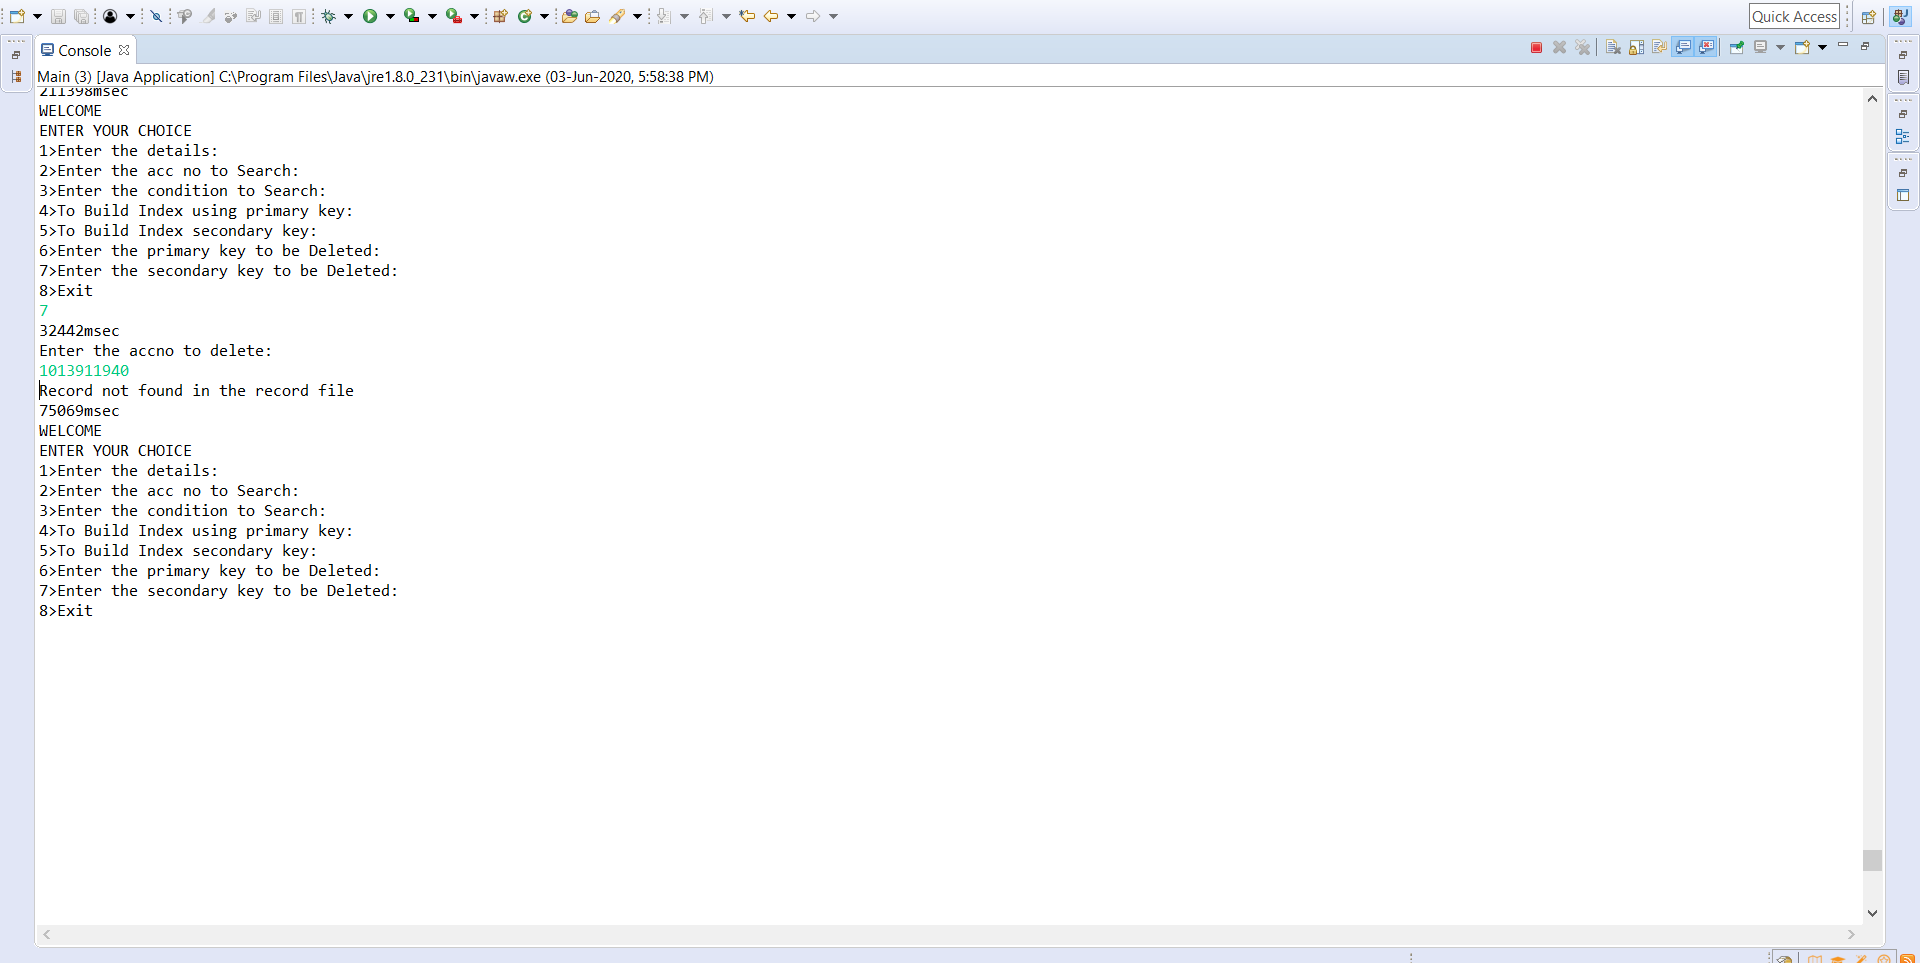 Quick Access
Console
Main (3) [Java Application] C:\Program Files\Java\jre1.8.0_231\bin\javaw.exe (03-Jun-2020, 5:58:38 PM)
211398msec
WELCOME
ENTER YOUR CHOICE
1>Enter the details:
2>Enter the acc no to Search:
3>Enter the condition to Search:
4>To Build Index using primary key:
5>To Build Index secondary key:
6>Enter the primary key to be Deleted:
7>Enter the secondary key to be Deleted:
8>Exit
7
32442msec
Enter the accno to delete:
1013911940
Record not found in the record file
75069msec
WELCOME
ENTER YOUR CHOICE
1>Enter the details:
2>Enter the acc no to Search:
3>Enter the condition to Search:
4>To Build Index using primary key:
5>To Build Index secondary key:
6>Enter the primary key to be Deleted:
7>Enter the secondary key to be Deleted:
8>Exit